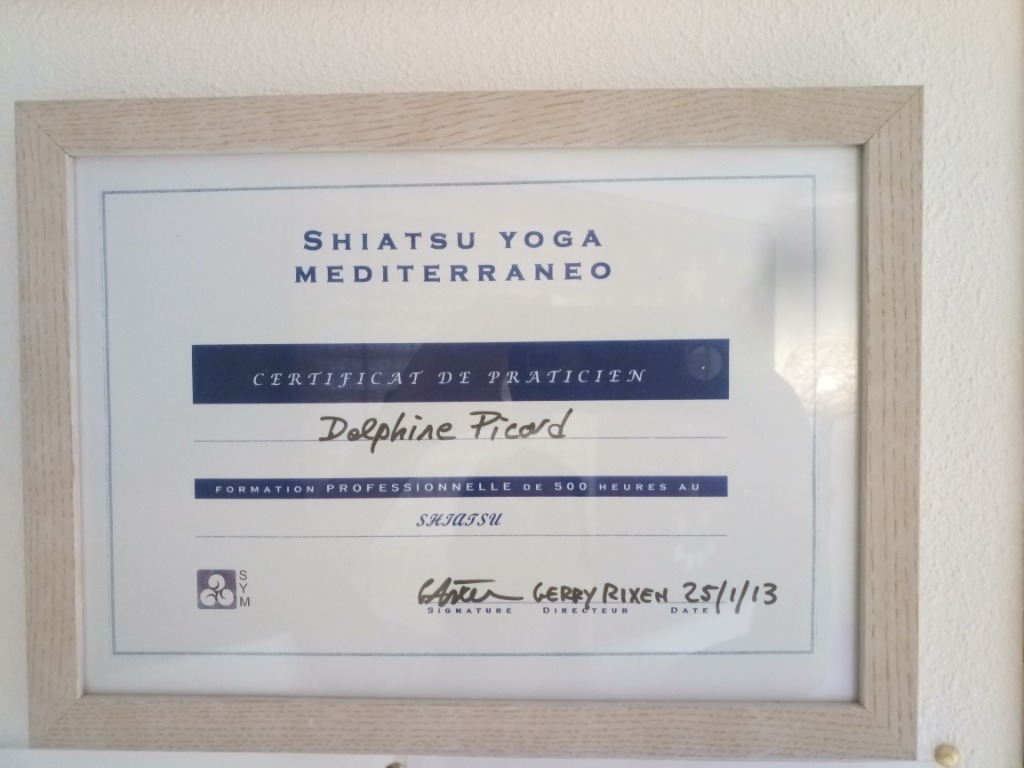 SHIATSU YOGA
MEDITERRANEO
CERTIFICAT DE PRATICIEN
Delphine Picard
FORMATION PROFESSIONNELLE DE 500 HEURES AU
SHIATSU
SYM
GERRY RIXEN 25/1/13
SIGNATURE DIRECTEUR DATE